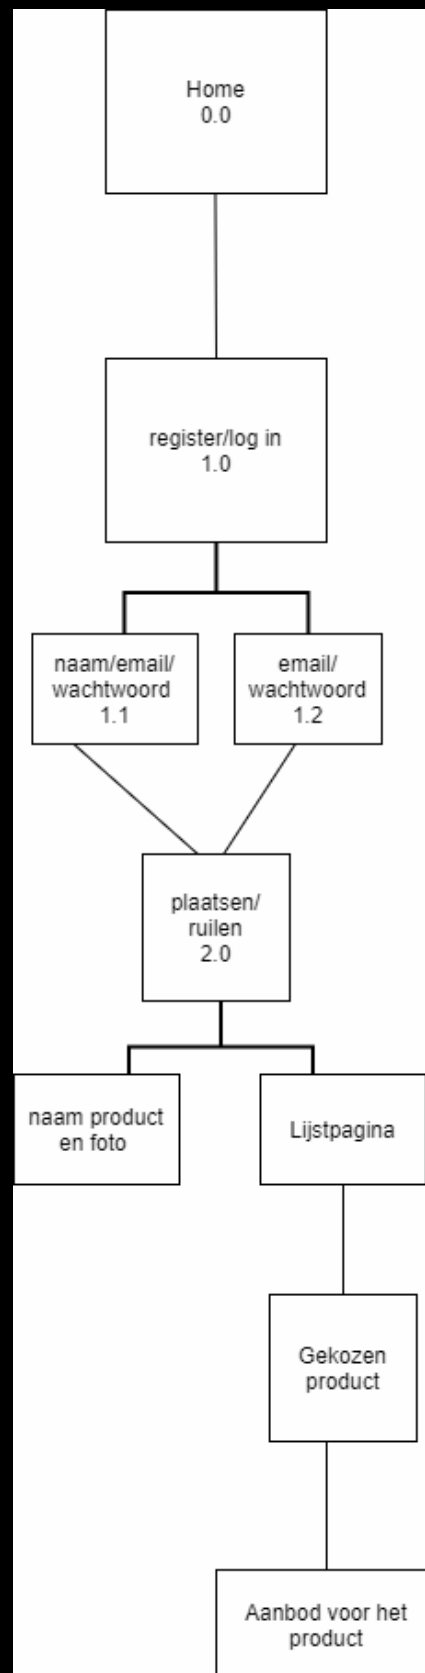 Home
0.0
register/log in
1.0
naam/email/
wachtwoord
1.1
email/
wachtwoord
1.2
plaatsen/
ruilen
2.0
naam product
en foto
Lijstpagina
Gekozen
product
Aanbod voor het
product